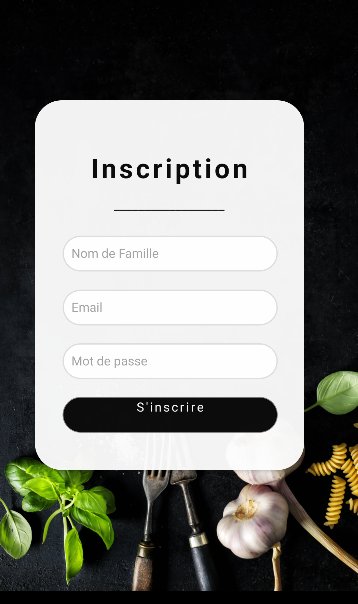 Inscription
Nom de Famille
Email
Mot de passe
S'inscrire